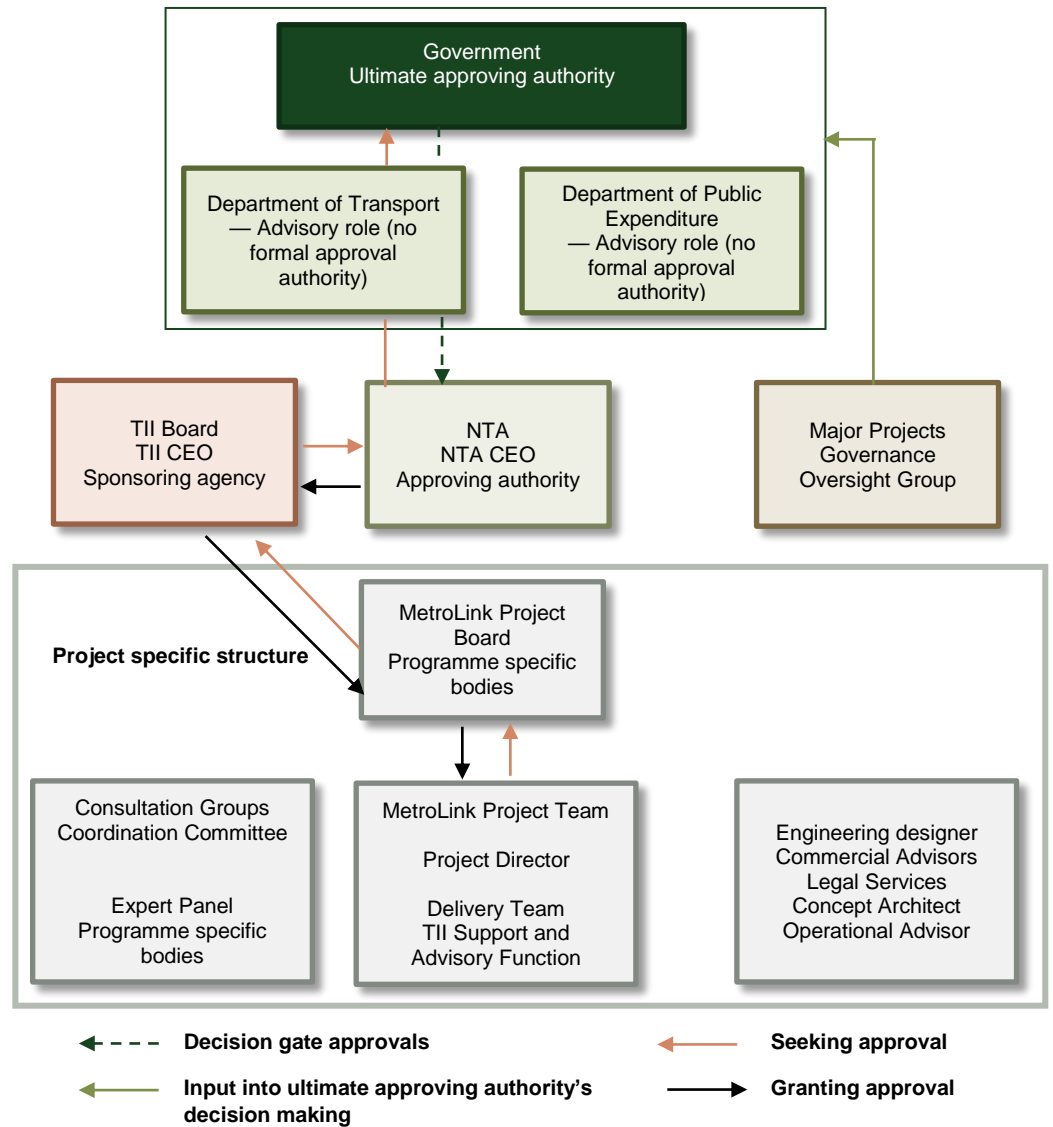 Government
Ultimate approving authority
Department of Transport
— Advisory role (no
formal approval
authority)
Department of Public
Expenditure
— Advisory role (no
formal approval
authority)
TII Board
TII CEO
Sponsoring agency
NTA
NTA CEO
Approving authority
Major Projects
Governance
Oversight Group
Project specific structure
MetroLink Project
Board
Programme specific
bodies
Consultation Groups
Coordination Committee
Expert Panel
Programme specific
bodies
MetroLink Project Team
Project Director
Delivery Team
TII Support and
Advisory Function
Engineering designer
Commercial Advisors
Legal Services
Concept Architect
Operational Advisor
Decision gate approvals
Seeking approval
Input into ultimate approving authority’s
decision making
Granting approval